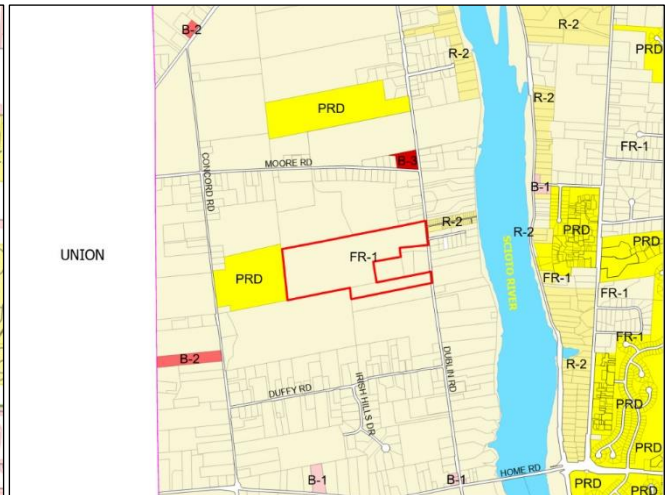 B-2
R-2
PRD
R-2
PRD
R-2
FR-1
MOORE RD
B-3
CONCORD RD
B-1
R-2
R-2
PRD
PRD
UNION
FR-1
SCIOTO RIVER
PRD
FR-1
FR-1
FR-1
B-2
R-2
DUBLIN RD
DUFFY RD
IRISH HILLS DR
PRD
PRD
B-1
B-1
HOME RD
PRD
PRD